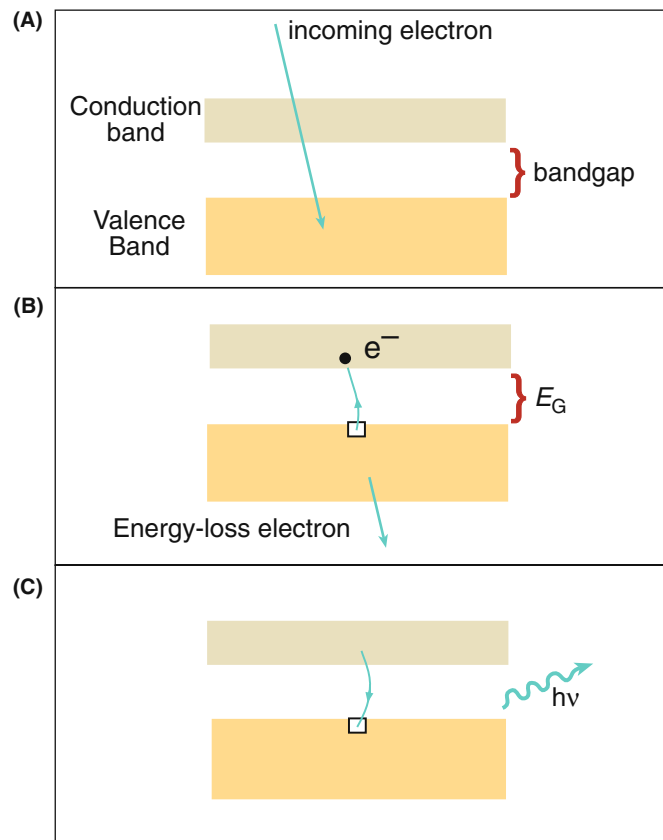 (A)
incoming electron
Conduction
band
bandgap
Valence
Band
(B)
e−
EG
Energy-loss electron
(C)
hν